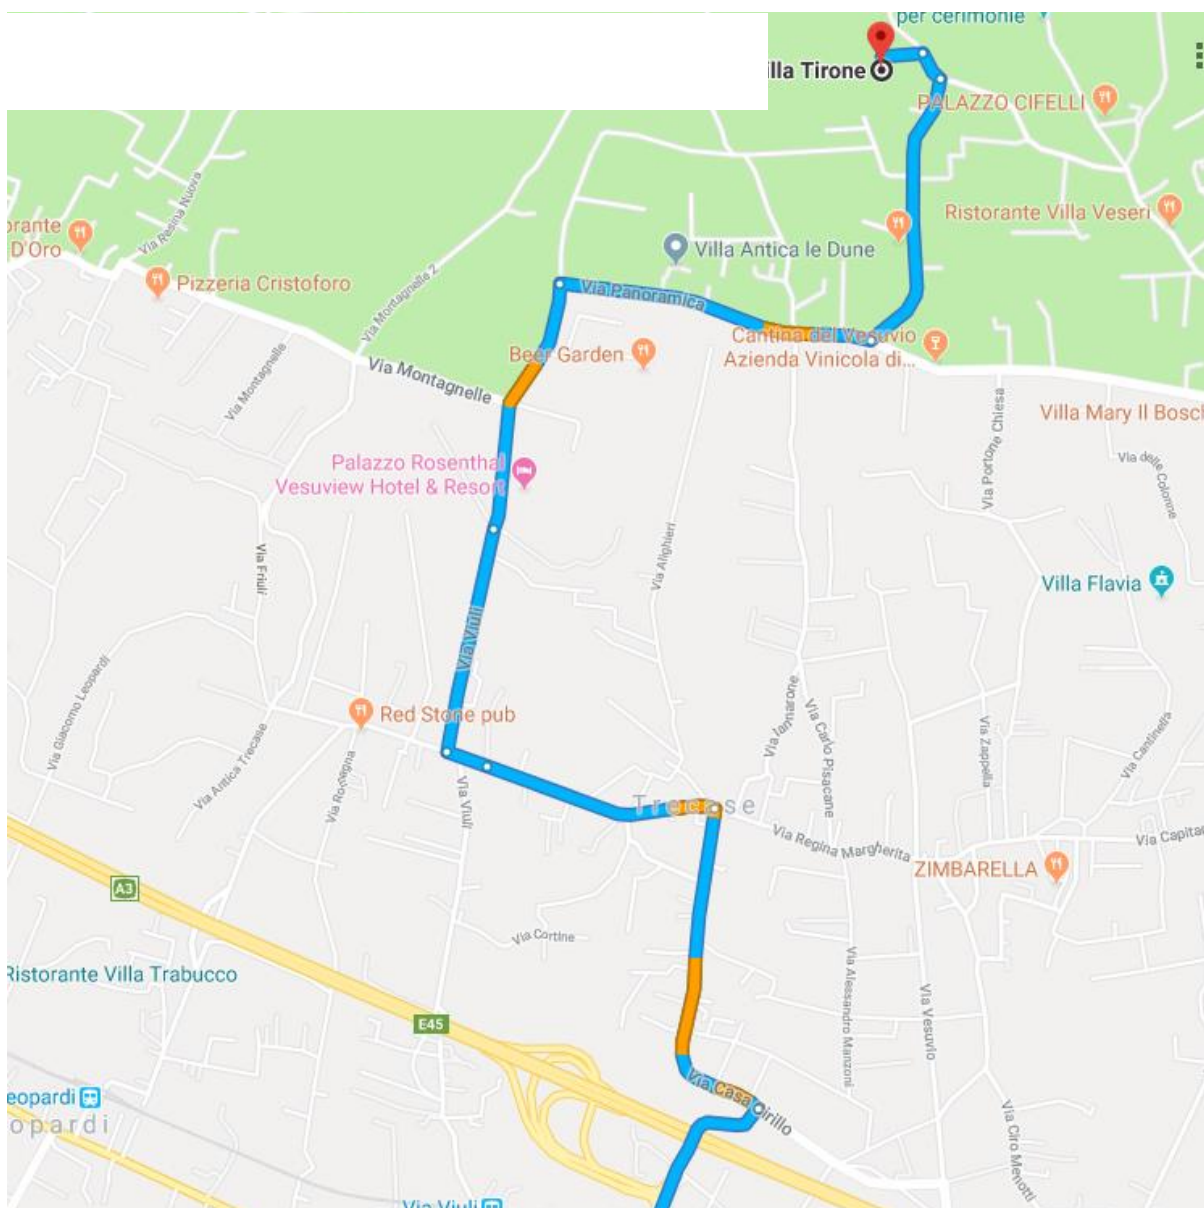 per cerimonie
illa Tirone
PALAZZO CIFELLI
Via Resina Nuova
Ristorante Villa Veseri
orante
D'Oro
Villa Antica le Dune
Pizzeria Cristoforo
Via Montagnelle 2
Via Panoramica
Cantina del Vesuvio
Azienda Vinicola di...
Beer Garden
Via Montagnelle
Via Montagnelle
Villa Mary Il Bosc
Via Portone Chiesa
Via delle Colonne
Palazzo Rosenthal
Vesuview Hotel & Resort
Via Alighieri
Via Friuli
Villa Flavia
Via Viuli
Via Giacomo Leopardi
Red Stone pub
Via Iannarone
Via Carlo Pisacane
Via Zappella
Via Cantinella
Via Antica Trecase
Via Romagna
Via Viuli
Trecase
Via Regina Margherita
Via Capita
ZIMBARELLA
A3
Via Cortine
Ristorante Villa Trabucco
Via Alessandro Manzoni
Via Vesuvio
E45
Via Casa Cirillo
eopardi
opardi
Via Ciro Menotti
Via Viuli